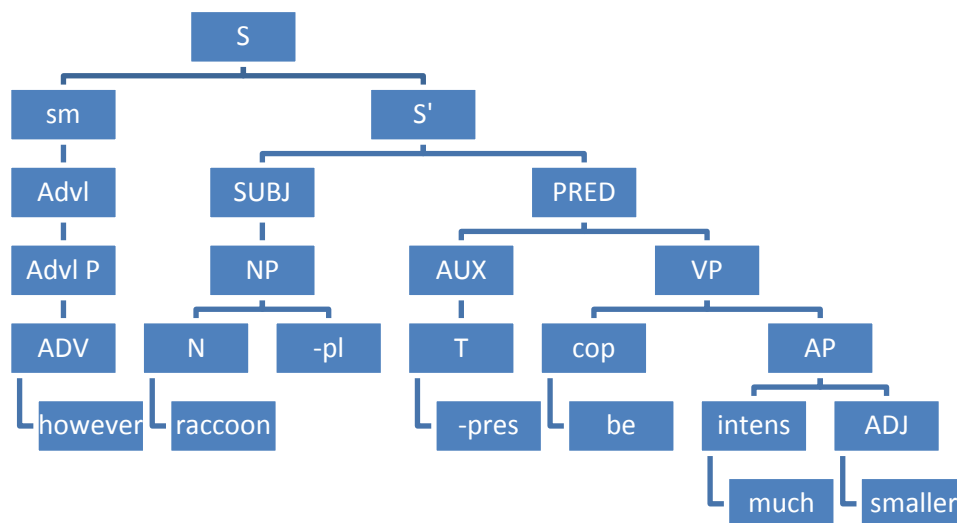 S
sm S'
Advl SUBJ PRED
Advl P NP AUX VP
ADV N -pl T cop AP
however raccoon -pres be intens ADJ
much smaller